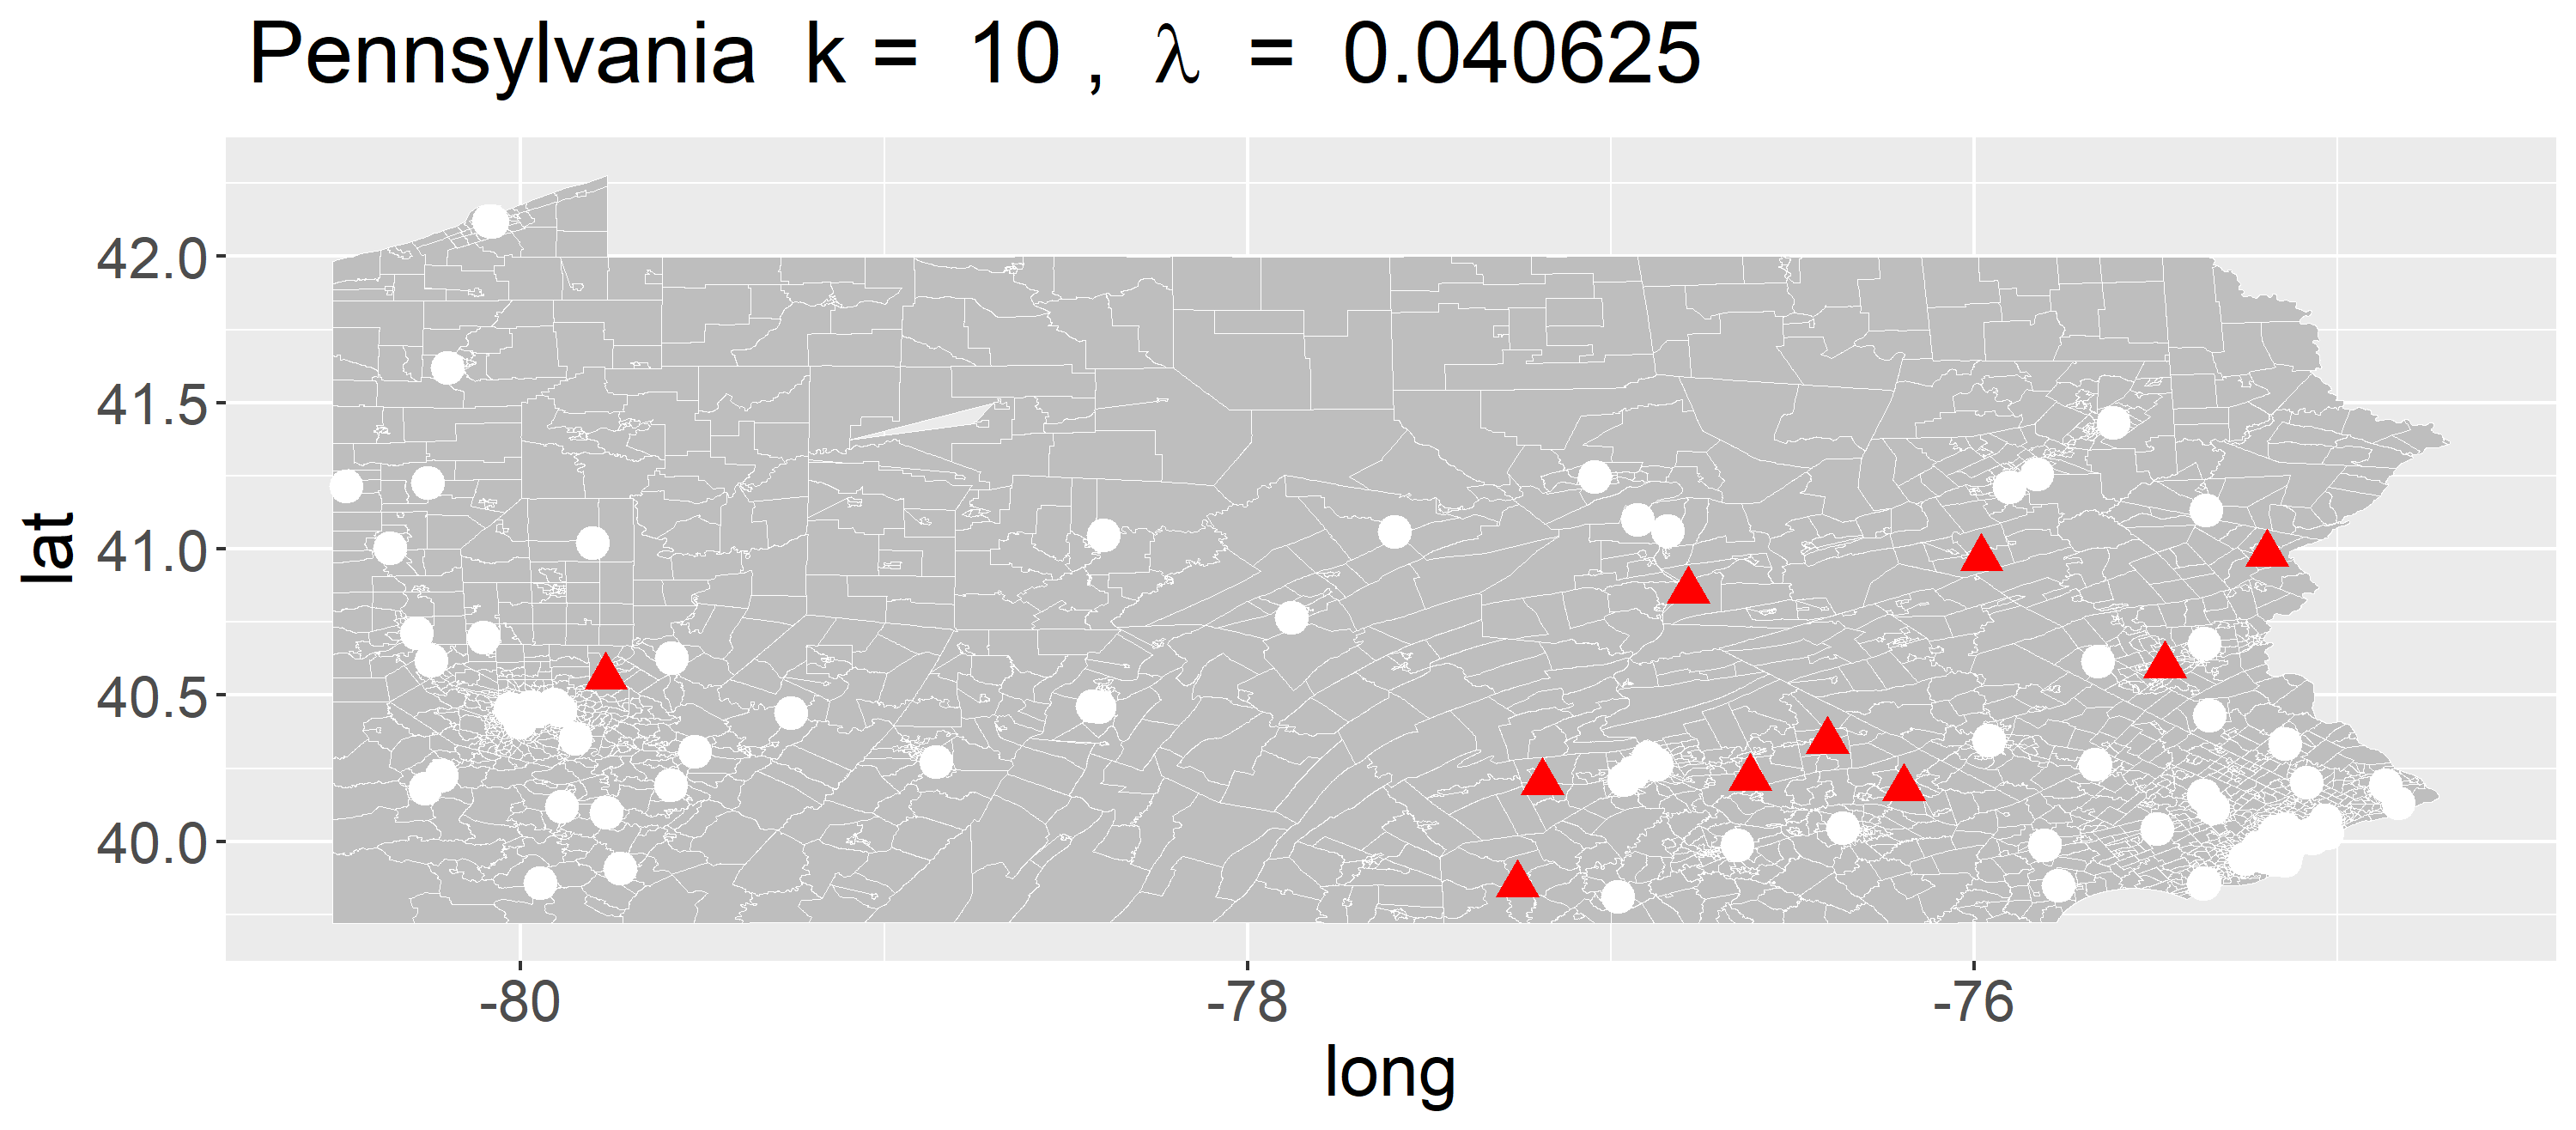 Pennsylvania k = 10 , λ = 0.040625
lat
42.0
41.5
41.0
40.5
40.0
-80 -78 -76
long